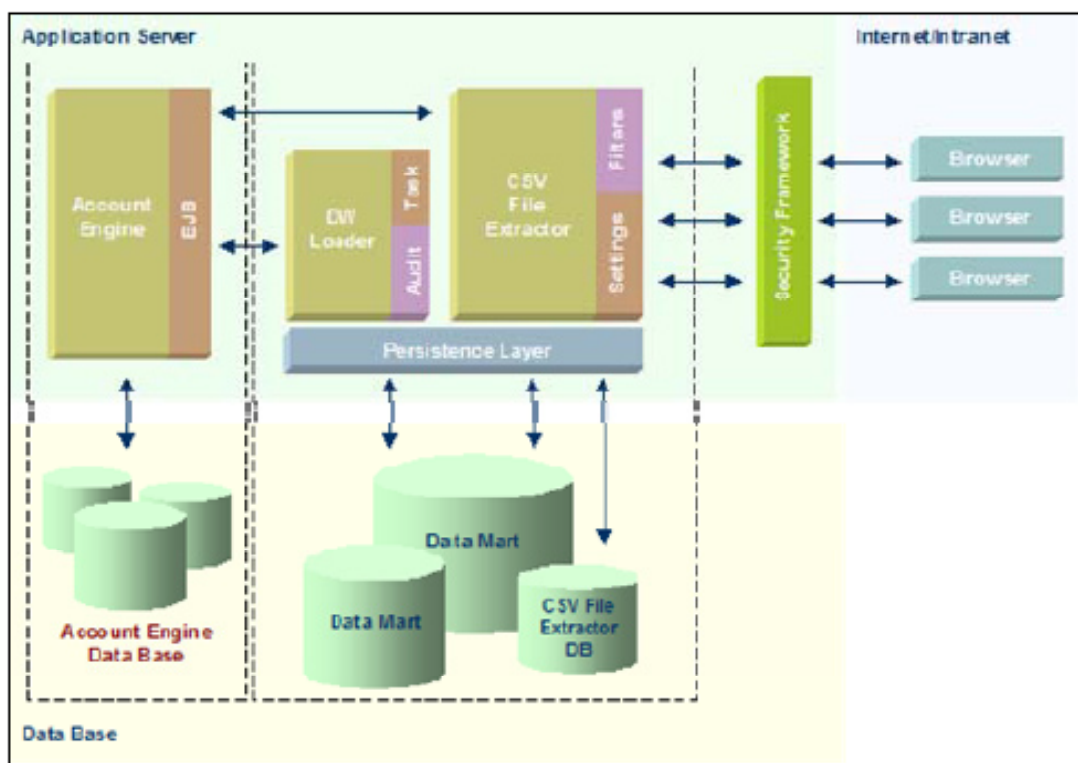 Application Server
Internet/Intranet
Account
Engine
EJB
DW
Loader
Task
Audit
CSV
File
Extractor
Filters
Settings
Security Framework
Browser
Browser
Browser
Persistence Layer
Data Mart
Data Mart
CSV File
Extractor
DB
Account Engine
Data Base
Data Base